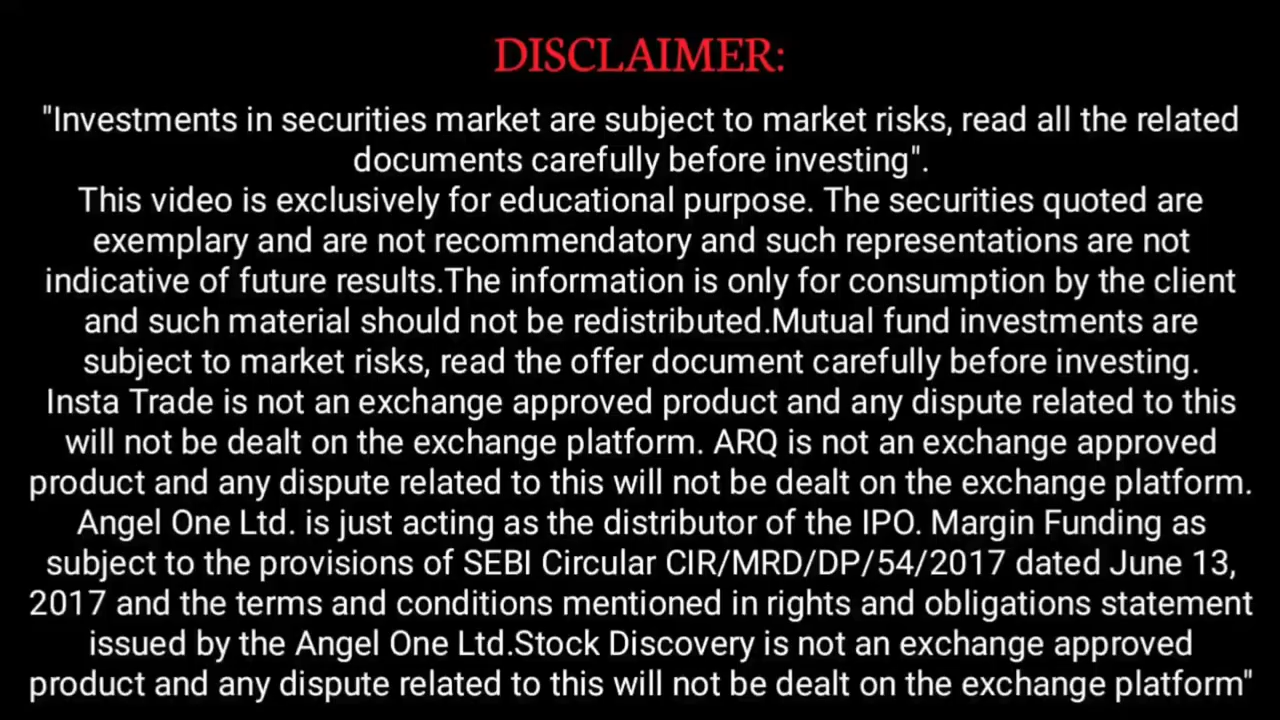 DISCLAIMER:
"Investments in securities market are subject to market risks, read all the related
documents carefully before investing".
This video is exclusively for educational purpose. The securities quoted are
exemplary and are not recommendatory and such representations are not
indicative of future results.The information is only for consumption by the client
and such material should not be redistributed.Mutual fund investments are
subject to market risks, read the offer document carefully before investing.
Insta Trade is not an exchange approved product and any dispute related to this
will not be dealt on the exchange platform. ARQ is not an exchange approved
product and any dispute related to this will not be dealt on the exchange platform.
Angel One Ltd. is just acting as the distributor of the IPO. Margin Funding as
subject to the provisions of SEBI Circular CIR/MRD/DP/54/2017 dated June 13,
2017 and the terms and conditions mentioned in rights and obligations statement
issued by the Angel One Ltd.Stock Discovery is not an exchange approved
product and any dispute related to this will not be dealt on the exchange platform"